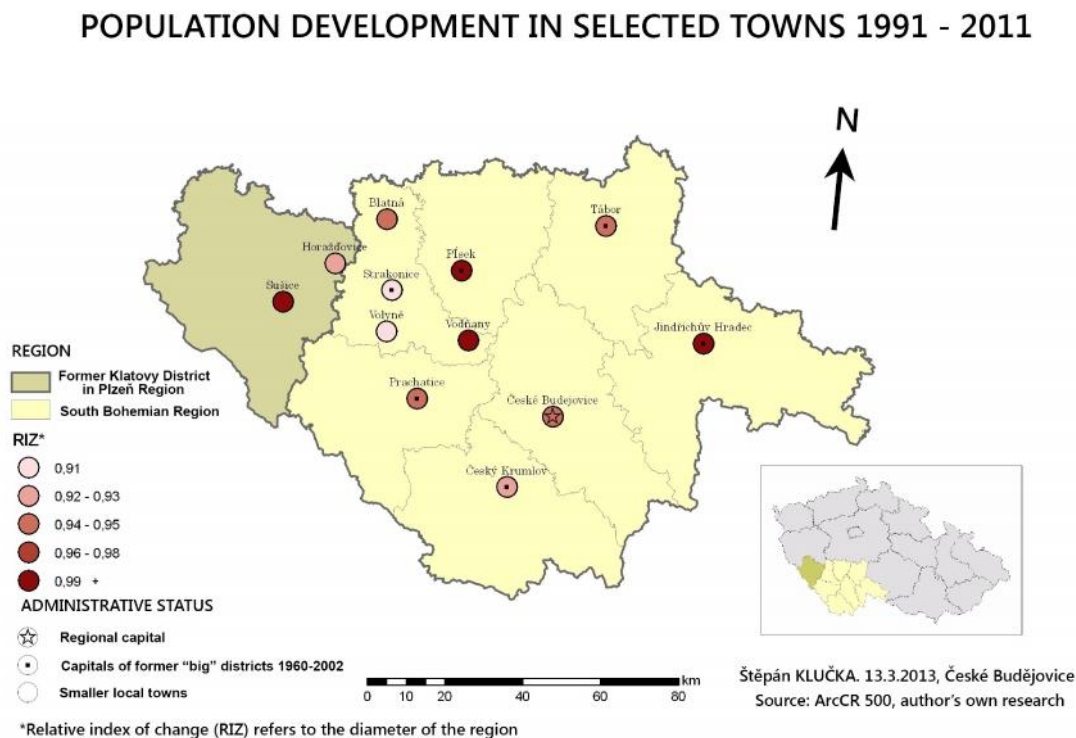 POPULATION DEVELOPMENT IN SELECTED TOWNS 1991 - 2011
N
Blatná
Tábor
Horažďovice
Písek
Strakonice
Sušice
Volyně
Vodňany
Jindřichův Hradec
Prachatice
České Budejovice
Český Krumlov
REGION
Former Klatovy District
in Plzeň Region
South Bohemian Region
RIZ*
0,91
0,92 - 0,93
0,94 - 0,95
0,96 - 0,98
0,99 +
ADMINISTRATIVE STATUS
Regional capital
Capitals of former "big" districts 1960-2002
Smaller local towns
km
0 5 10 20 40 60 80
Štěpán KLUČKA. 13.3.2013, České Budějovice
Source: ArcCR 500, author's own research
*Relative index of change (RIZ) refers to the diameter of the region